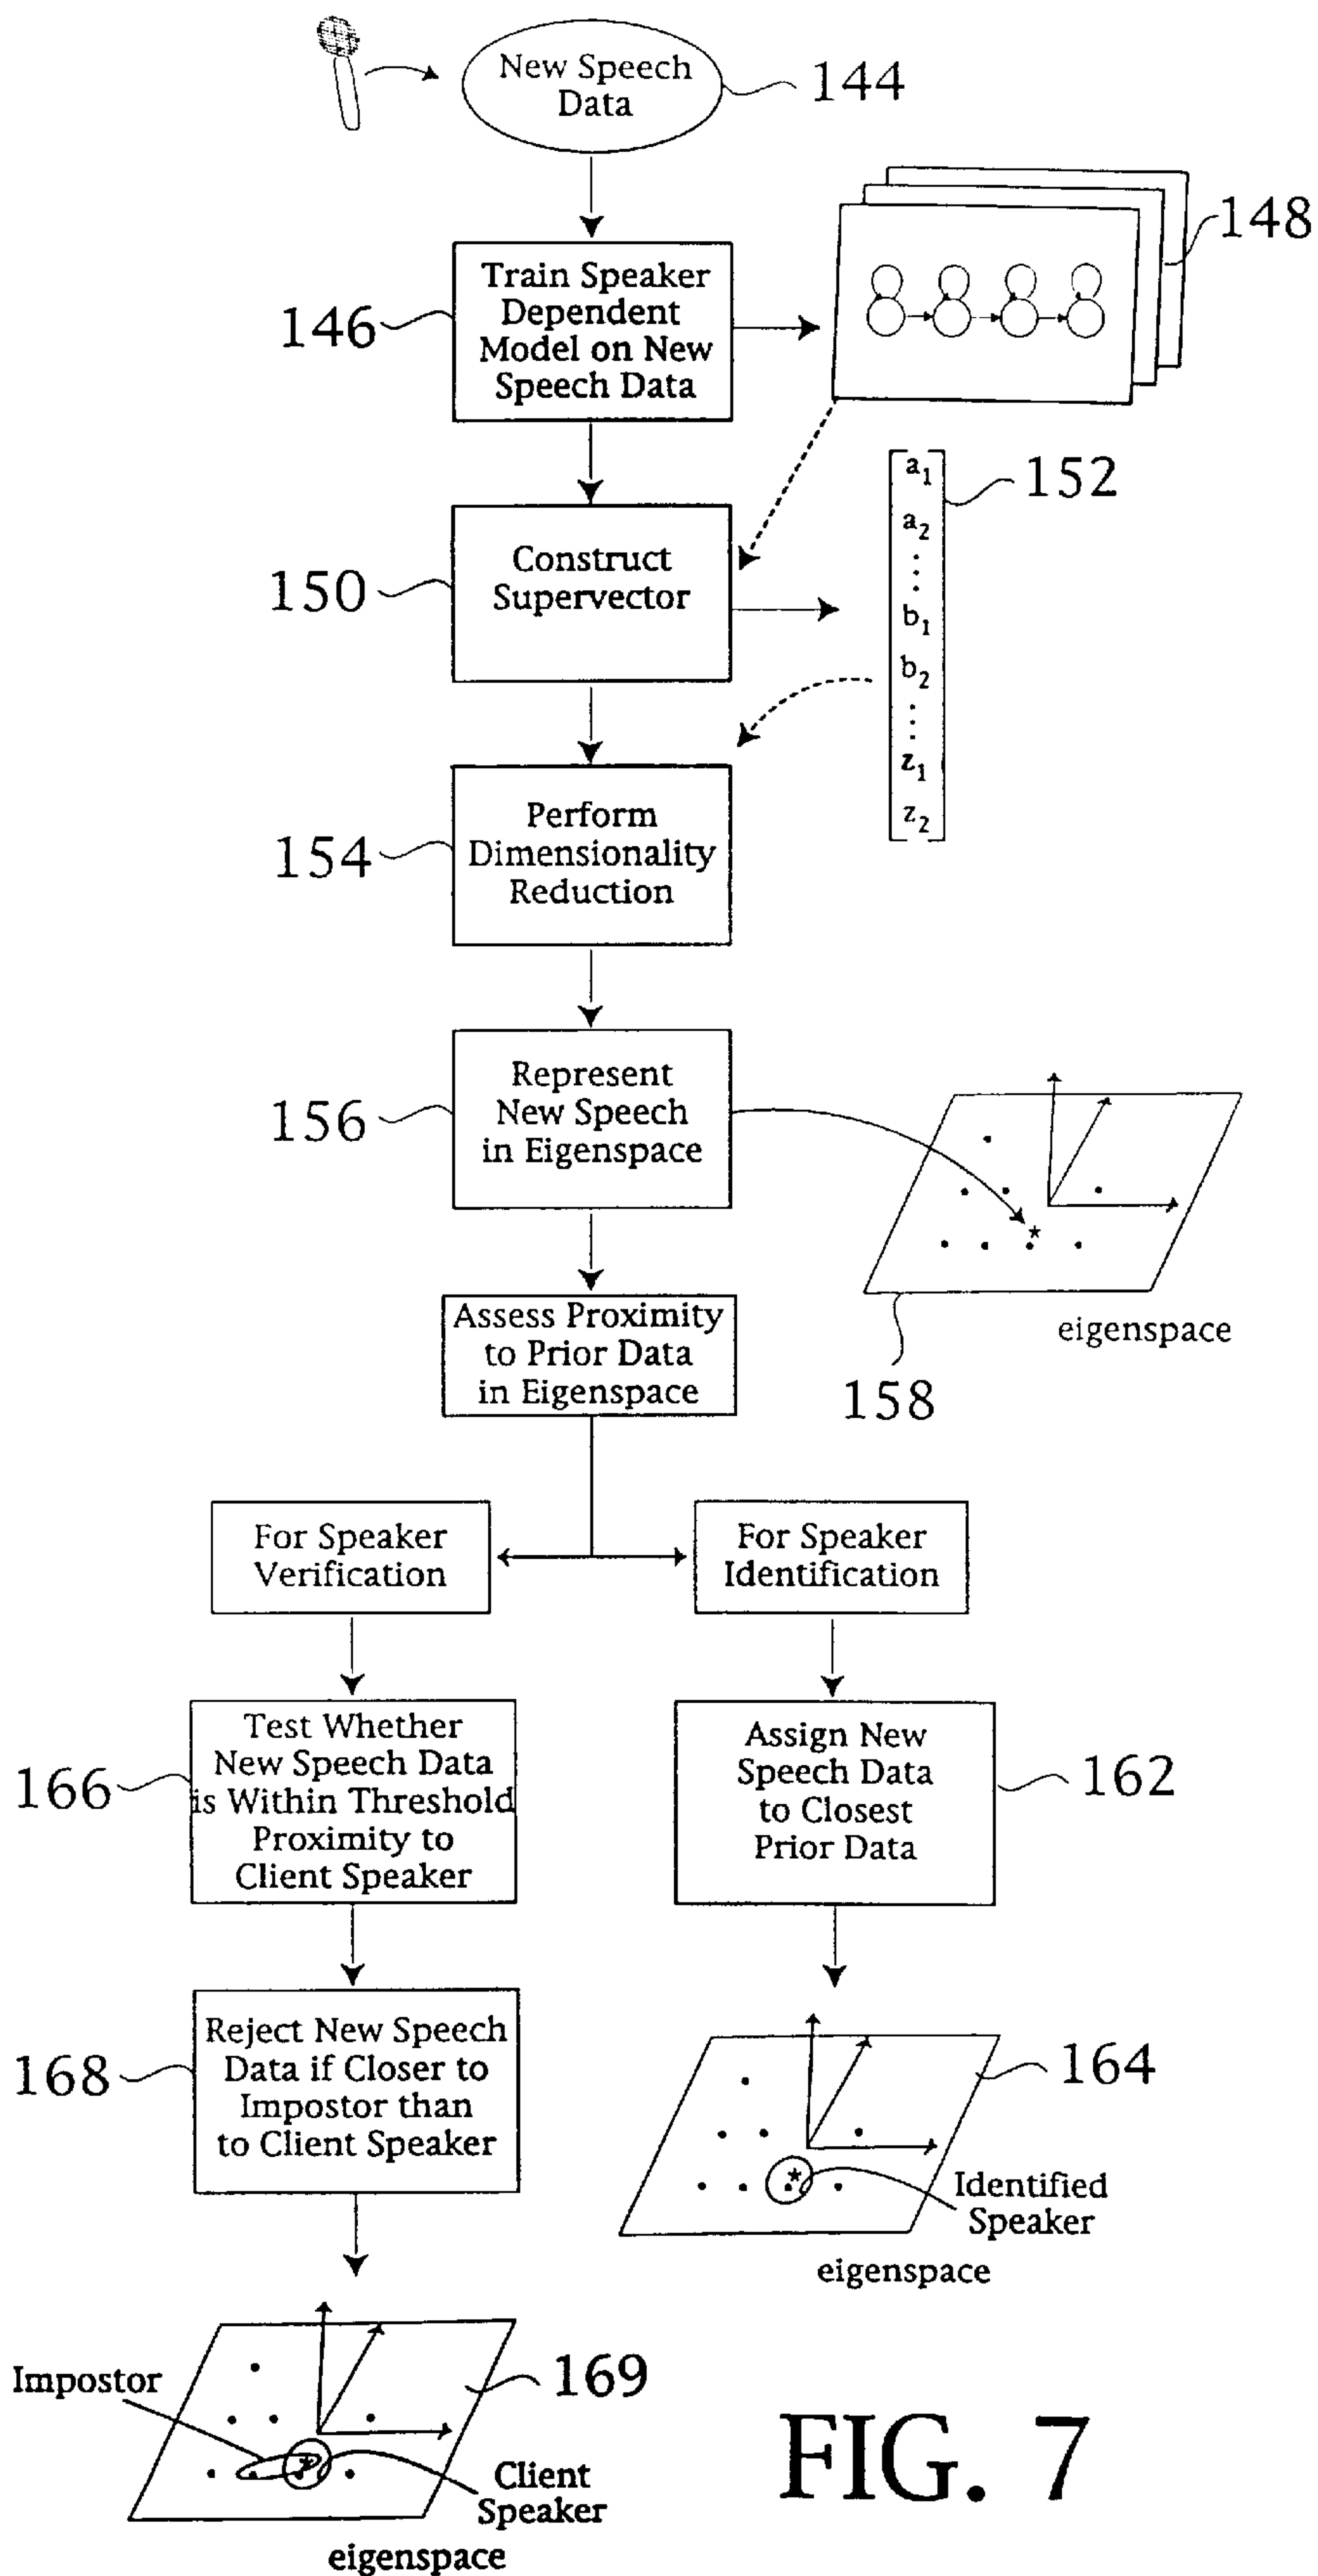 New Speech
Data
144
Train Speaker
Dependent
Model on New
Speech Data
146
148
Construct
Supervector
150
a1
a2
⋮
b1
b2
⋮
z1
z2
152
Perform
Dimensionality
Reduction
154
Represent
New Speech
in Eigenspace
156
eigenspace
158
Assess Proximity
to Prior Data
in Eigenspace
For Speaker
Verification
For Speaker
Identification
Test Whether
New Speech Data
is Within Threshold
Proximity to
Client Speaker
166
Assign New
Speech Data
to Closest
Prior Data
162
Reject New Speech
Data if Closer to
Impostor than
to Client Speaker
168
164
Identified
Speaker
eigenspace
Impostor
169
Client
Speaker
eigenspace
FIG. 7